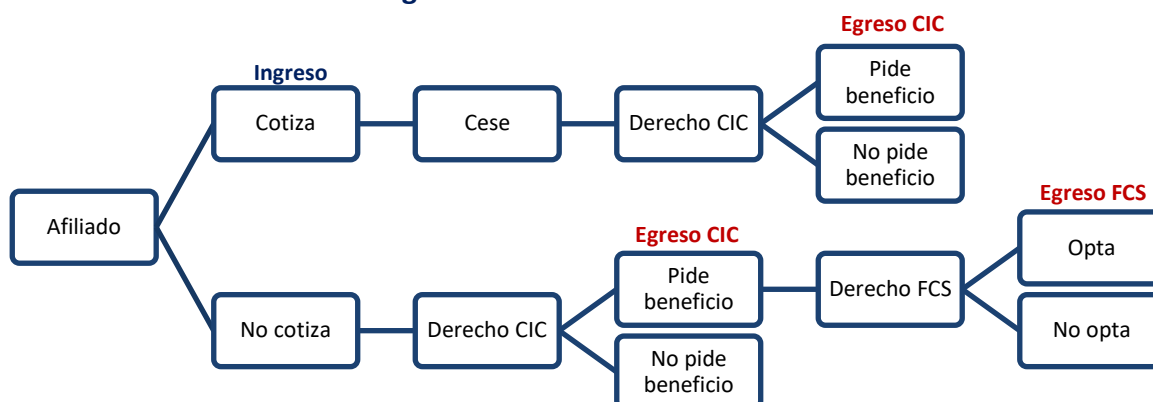 Egreso CIC
Pide
beneficio
Ingreso
Cotiza
Cese
Derecho CIC
No pide
beneficio
Afiliado
Egreso FCS
Opta
Egreso CIC
Pide
beneficio
Derecho FCS
No cotiza
Derecho CIC
No opta
No pide
beneficio